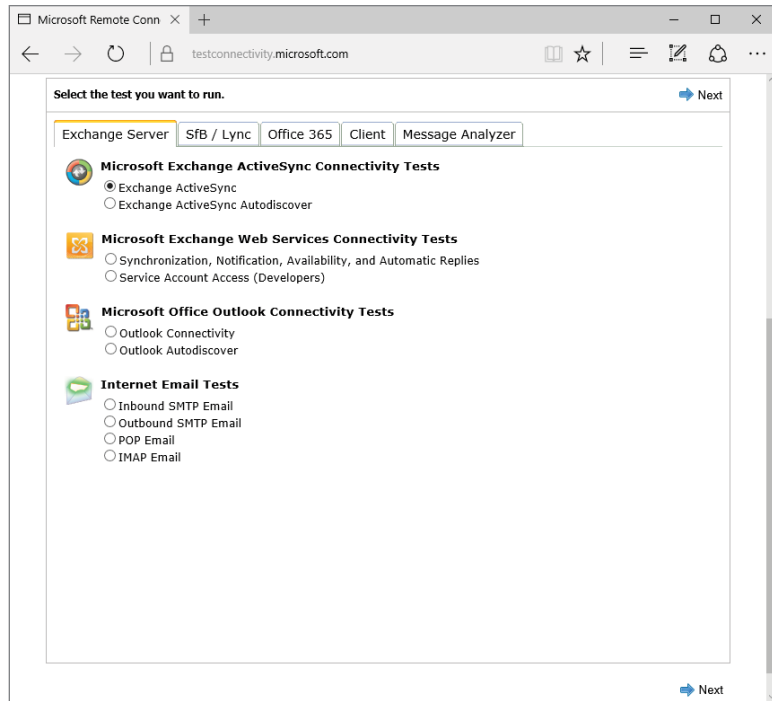 Microsoft Remote Conn
testconnectivity.microsoft.com
Select the test you want to run.
Next
Exchange Server
SfB / Lync
Office 365
Client
Message Analyzer
Microsoft Exchange ActiveSync Connectivity Tests
Exchange ActiveSync
Exchange ActiveSync Autodiscover
Microsoft Exchange Web Services Connectivity Tests
Synchronization, Notification, Availability, and Automatic Replies
Service Account Access (Developers)
Microsoft Office Outlook Connectivity Tests
Outlook Connectivity
Outlook Autodiscover
Internet Email Tests
Inbound SMTP Email
Outbound SMTP Email
POP Email
IMAP Email
Next